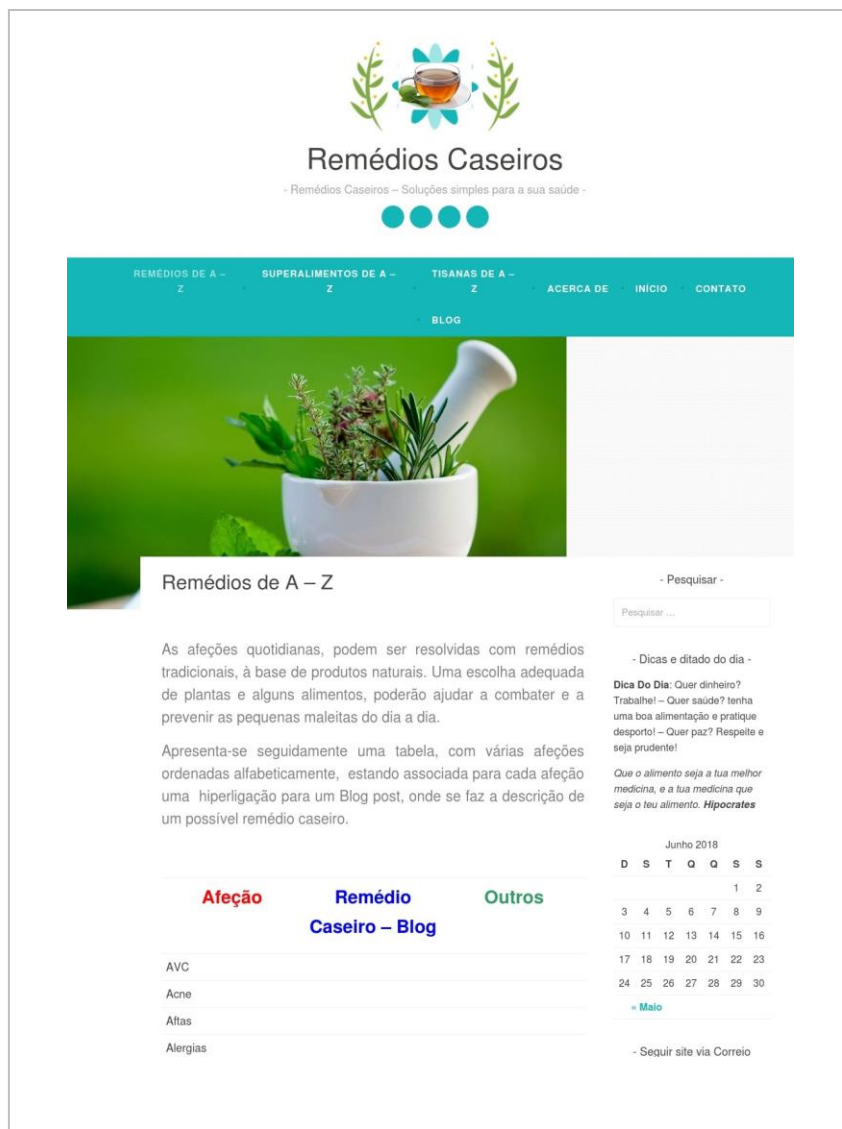 Remédios Caseiros
- Remédios Caseiros – Soluções simples para a sua saúde -
REMÉDIOS DE A –
Z
SUPERALIMENTOS DE A –
Z
TISANAS DE A –
Z
ACERCA DE
INÍCIO
CONTATO
BLOG
Remédios de A – Z
As afeções quotidianas, podem ser resolvidas com remédios
tradicionais, à base de produtos naturais. Uma escolha adequada
de plantas e alguns alimentos, poderão ajudar a combater e a
prevenir as pequenas maleitas do dia a dia.
Apresenta-se seguidamente uma tabela, com várias afeções
ordenadas alfabeticamente, estando associada para cada afeção
uma hiperligação para um Blog post, onde se faz a descrição de
um possível remédio caseiro.
Afeção
Remédio
Caseiro – Blog
Outros
AVC
Acne
Aftas
Alergias
- Pesquisar -
Pesquisar …
- Dicas e ditado do dia -
Dica Do Dia: Quer dinheiro?
Trabalhe! – Quer saúde? tenha
uma boa alimentação e pratique
desporto! – Quer paz? Respeite e
seja prudente!
Que o alimento seja a tua melhor
medicina, e a tua medicina que
seja o teu alimento. Hipocrates
Junho 2018
D S T Q Q S S
1 2
3 4 5 6 7 8 9
10 11 12 13 14 15 16
17 18 19 20 21 22 23
24 25 26 27 28 29 30
« Maio
- Seguir site via Correio